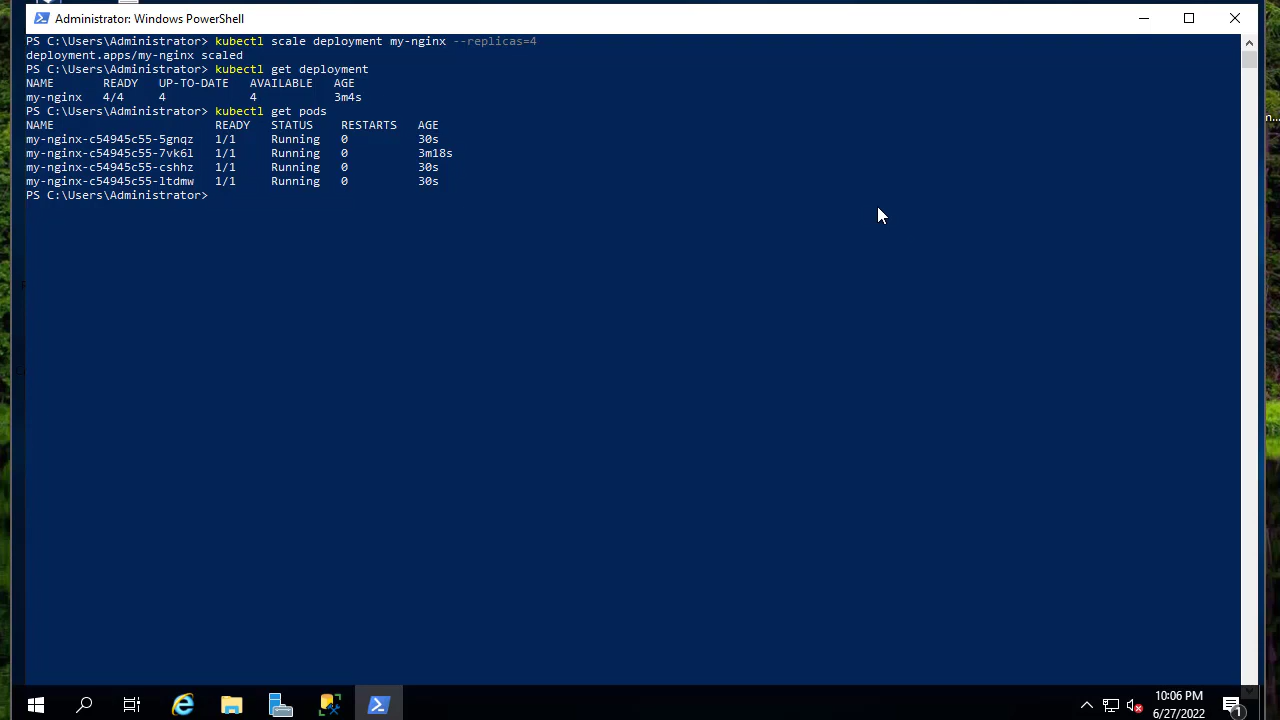 Administrator: Windows PowerShell
PS C:\Users\Administrator> kubectl scale deployment my-nginx --replicas=4
deployment.apps/my-nginx scaled
PS C:\Users\Administrator> kubectl get deployment
NAME READY UP-TO-DATE AVAILABLE AGE
my-nginx 4/4 4 4 3m4s
PS C:\Users\Administrator> kubectl get pods
NAME READY STATUS RESTARTS AGE
my-nginx-c54945c55-5gnqz 1/1 Running 0 30s
my-nginx-c54945c55-7vk6l 1/1 Running 0 3m18s
my-nginx-c54945c55-cshhz 1/1 Running 0 30s
my-nginx-c54945c55-ltdmw 1/1 Running 0 30s
PS C:\Users\Administrator>
n...
10:06 PM
6/27/2022
1